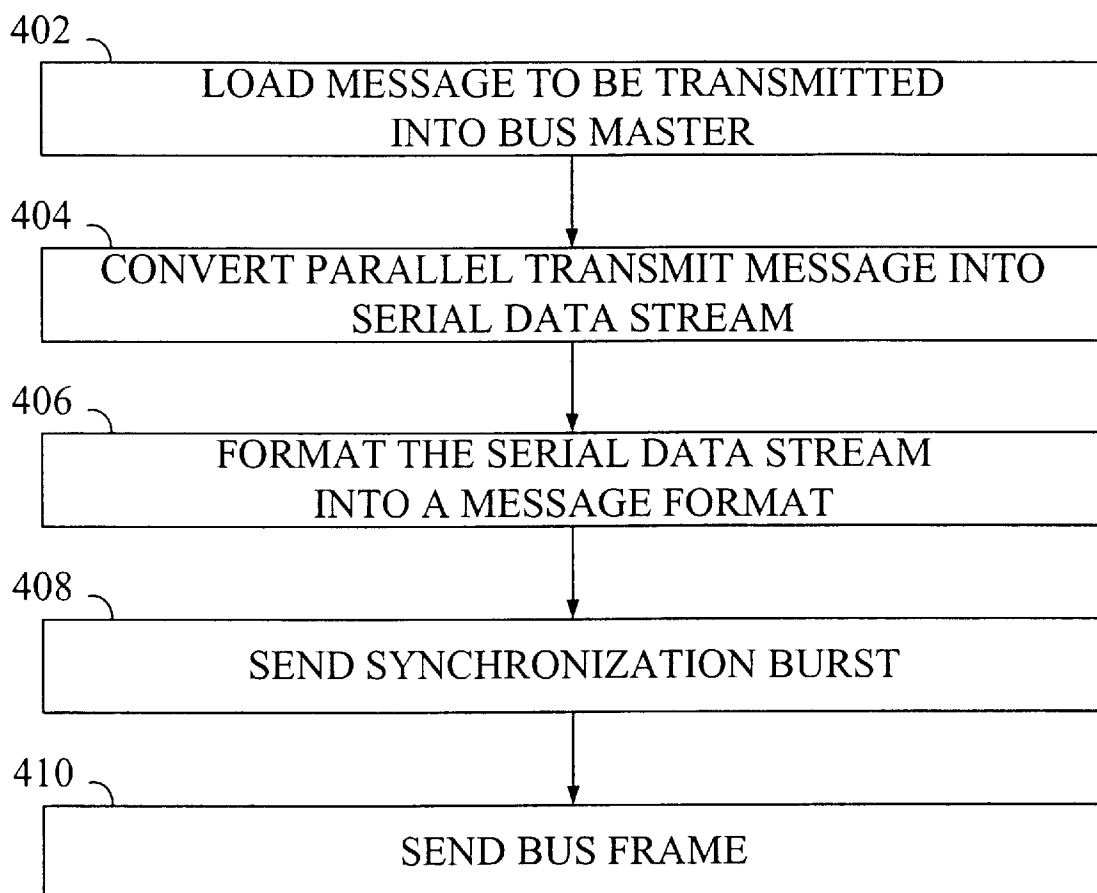 402
LOAD MESSAGE TO BE TRANSMITTED
INTO BUS MASTER
404
CONVERT PARALLEL TRANSMIT MESSAGE INTO
SERIAL DATA STREAM
406
FORMAT THE SERIAL DATA STREAM
INTO A MESSAGE FORMAT
408
SEND SYNCHRONIZATION BURST
410
SEND BUS FRAME